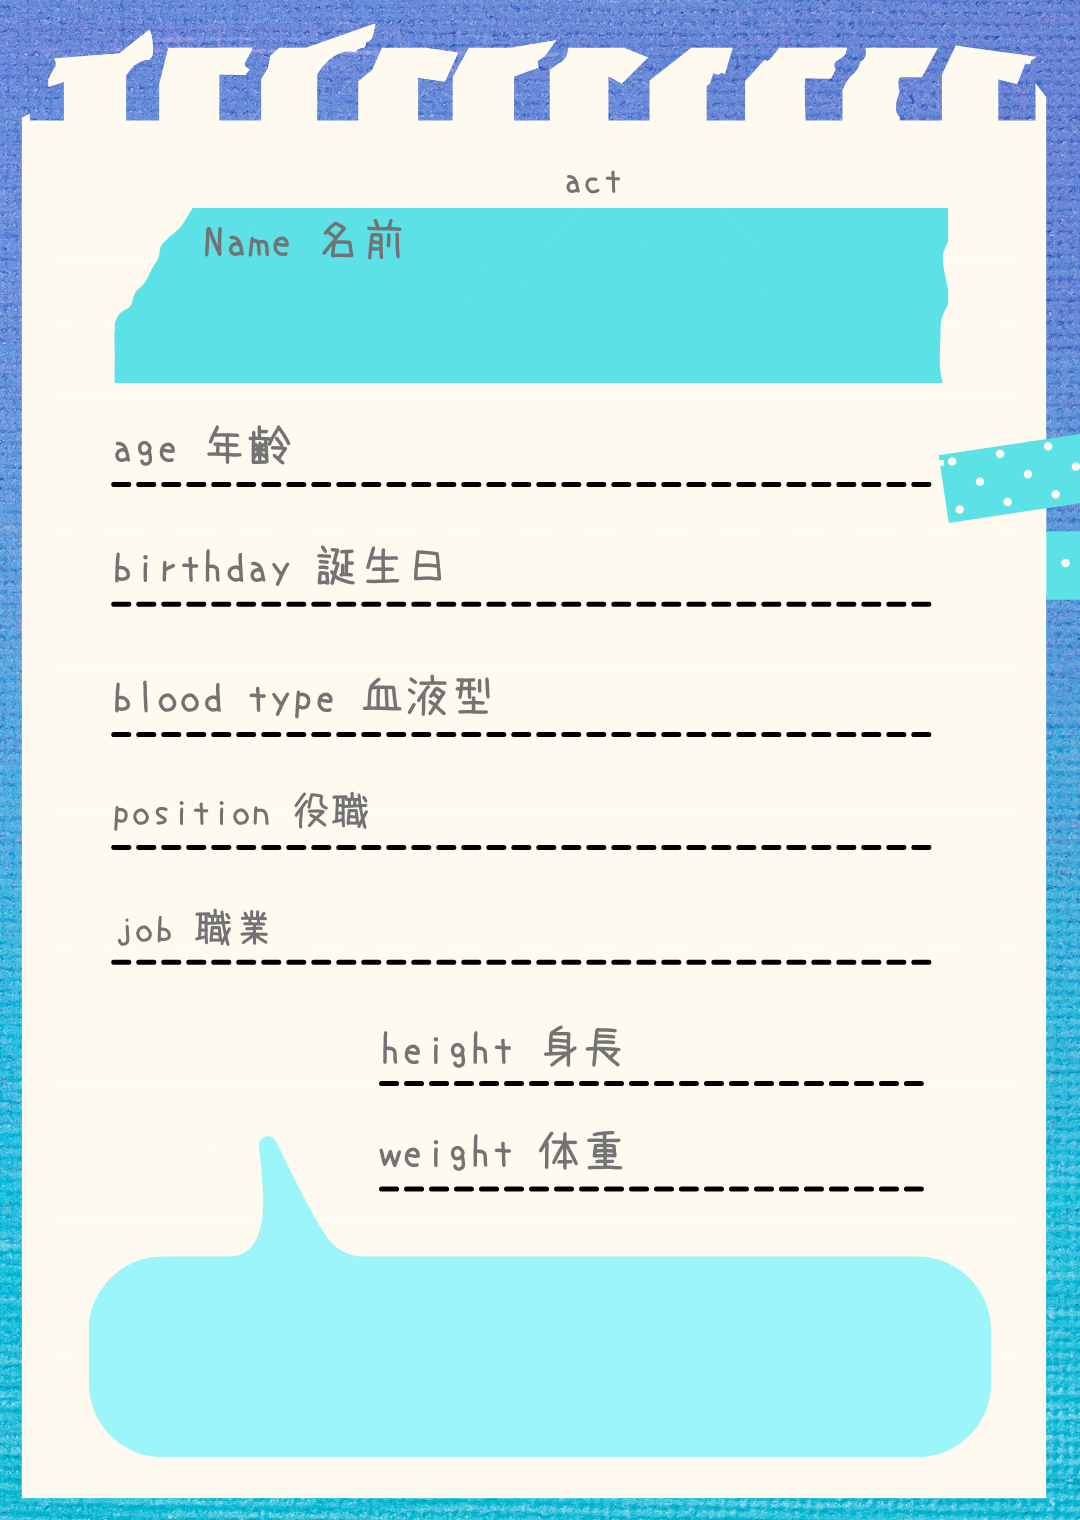 act
Name 名前
age 年齢
birthday 誕生日
blood type 血液型
position 役職
job 職業
height 身長
weight 体重